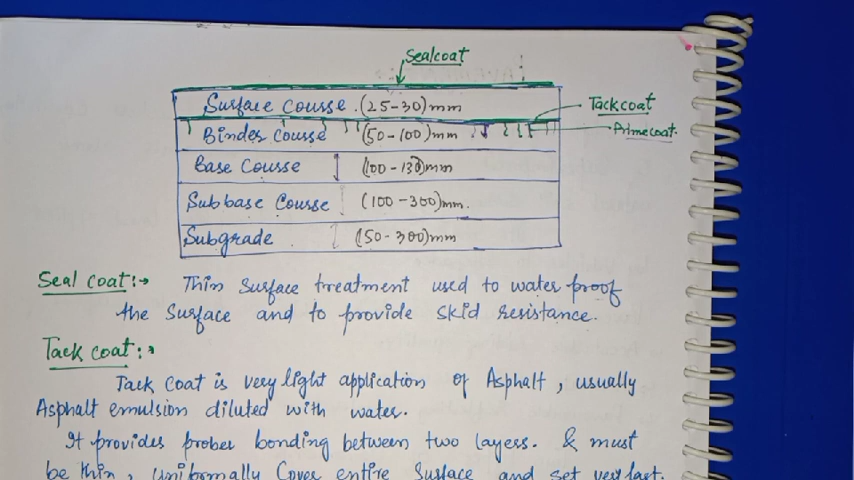 Sealcoat
Surface Course (25-30)mm
Tackcoat
Binder Course (50-100)mm
Primecoat.
Base Course (100-130)mm
Subbase Course (100-300)mm.
Subgrade (150-300)mm
Seal coat:→ Thin surface treatment used to water proof
the surface and to provide skid resistance.
Tack coat:→
Tack coat is very light application of Asphalt, usually
Asphalt emulsion diluted with water.
It provides prober bonding between two layers. & must
be thin, uniformally cover entire surface and set very fast.